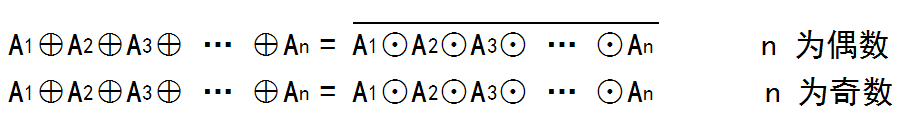 A1⊕A2⊕A3⊕ … ⊕An = \overline{A1⊙A2⊙A3⊙ … ⊙An} n 为偶数
A1⊕A2⊕A3⊕ … ⊕An = A1⊙A2⊙A3⊙ … ⊙An n 为奇数